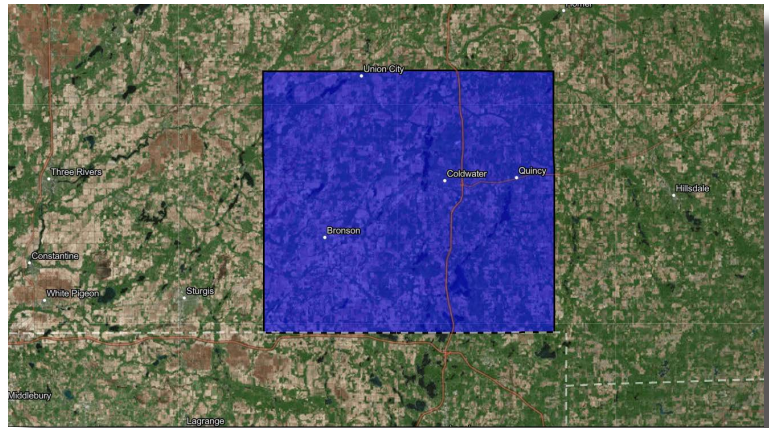 Union City
Three Rivers
Coldwater
Quincy
Hillsdale
Bronson
Constantine
White Pigeon
Sturgis
Middlebury
Lagrange